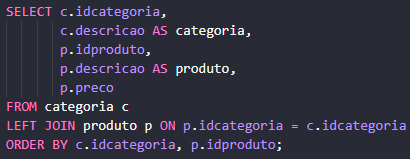 SELECT c.idcategoria,
c.descricao AS categoria,
p.idproduto,
p.descricao AS produto,
p.preco
FROM categoria c
LEFT JOIN produto p ON p.idcategoria = c.idcategoria
ORDER BY c.idcategoria, p.idproduto;